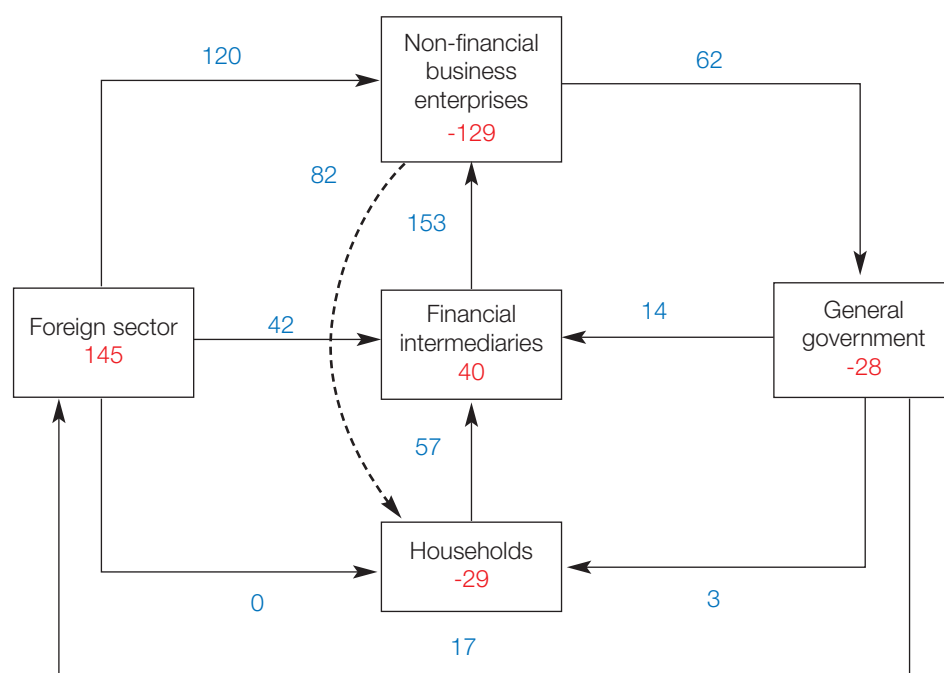 Non-financial
business
enterprises
-129
120
62
82
153
Foreign sector
145
42
Financial
intermediaries
40
14
General
government
-28
57
Households
-29
0
3
17